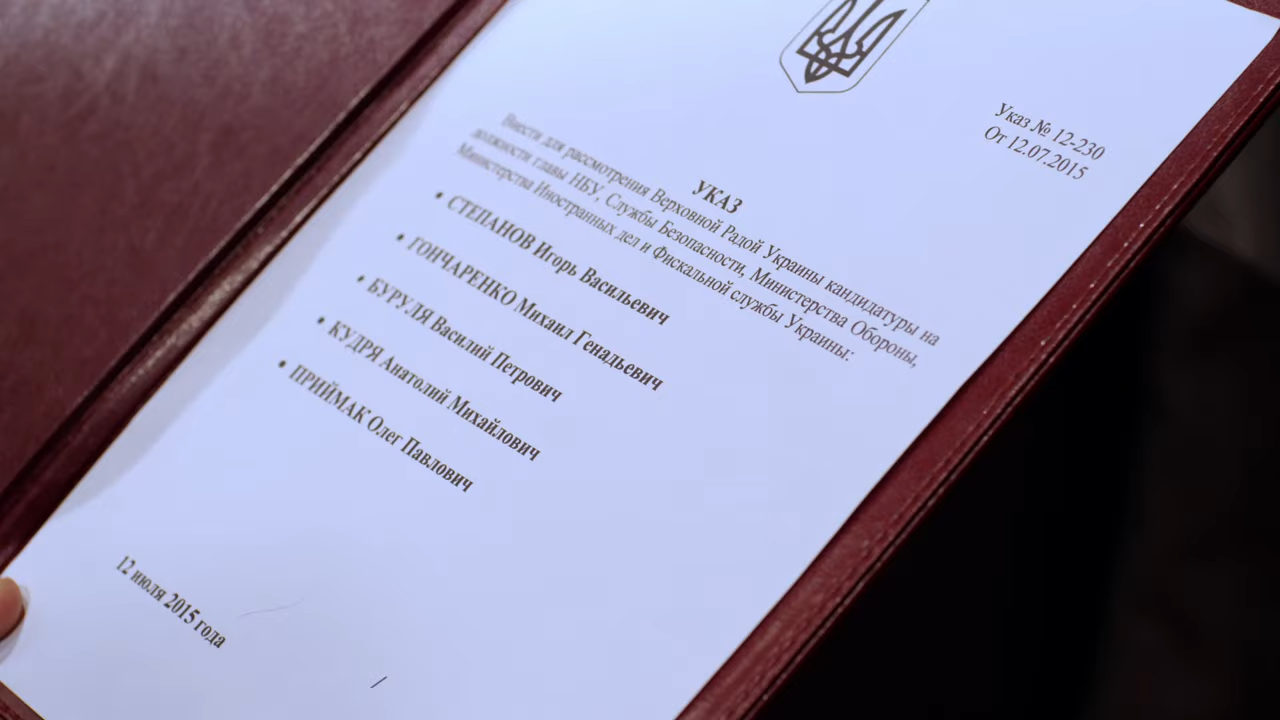 Указ № 12-230
От 12.07.2015
УКАЗ
Внести для рассмотрения Верховной Радой Украины кандидатуры на
должности главы НБУ, Службы Безопасности, Министерства Обороны,
Министерства Иностранных дел и Фискальной службы Украины:
• СТЕПАНОВ Игорь Васильевич
• ГОНЧАРЕНКО Михаил Генадьевич
• БУРУЛЯ Василий Петрович
• КУДРЯ Анатолий Михайлович
• ПРИЙМАК Олег Павлович
12 июля 2015 года